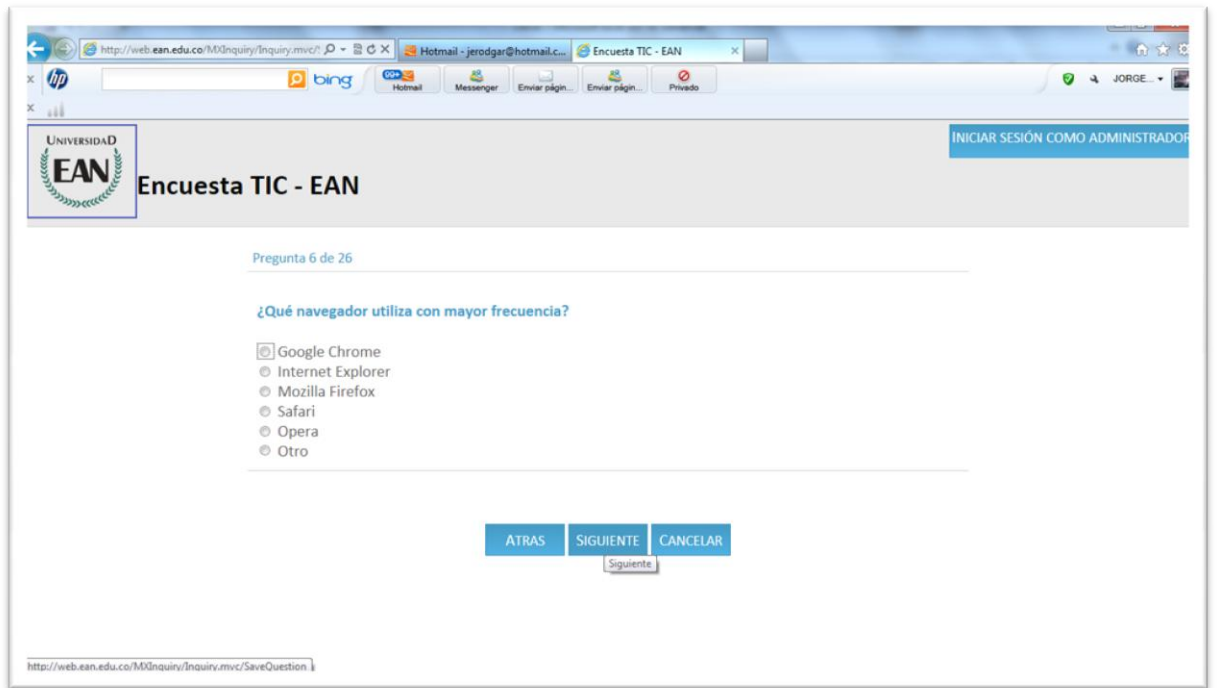 http://web.ean.edu.co/MXInquiry/Inquiry.mvc/
Hotmail - jerodgar@hotmail.c...
Encuesta TIC - EAN
hp
bing
99+
Hotmail
Messenger
Enviar págin...
Enviar págin...
Privado
JORGE...
UNIVERSIDAD
EAN
Encuesta TIC - EAN
INICIAR SESIÓN COMO ADMINISTRADOR
Pregunta 6 de 26
¿Qué navegador utiliza con mayor frecuencia?
Google Chrome
Internet Explorer
Mozilla Firefox
Safari
Opera
Otro
ATRAS
SIGUIENTE
CANCELAR
Siguiente
http://web.ean.edu.co/MXInquiry/Inquiry.mvc/SaveQuestion